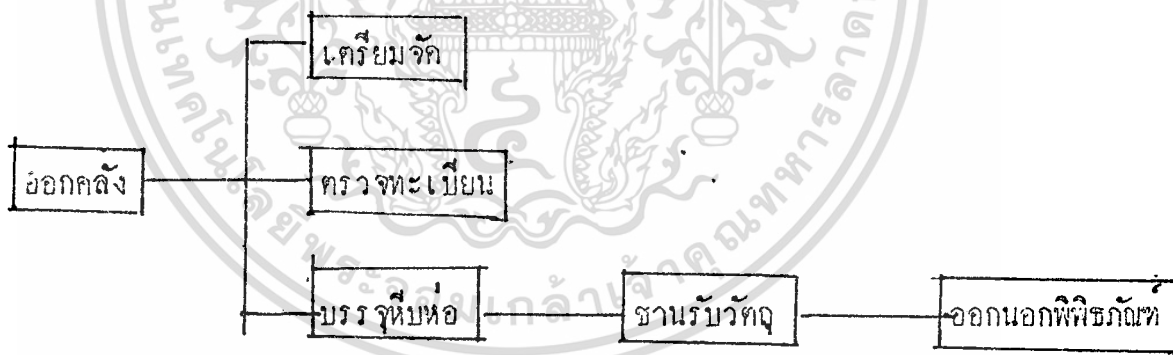 เตรียมจัด
ออกคลัง
ตรวจทะเบียน
บรรจุหีบห่อ
ชานรับวัตถุ
ออกนอกพิพิธภัณฑ์